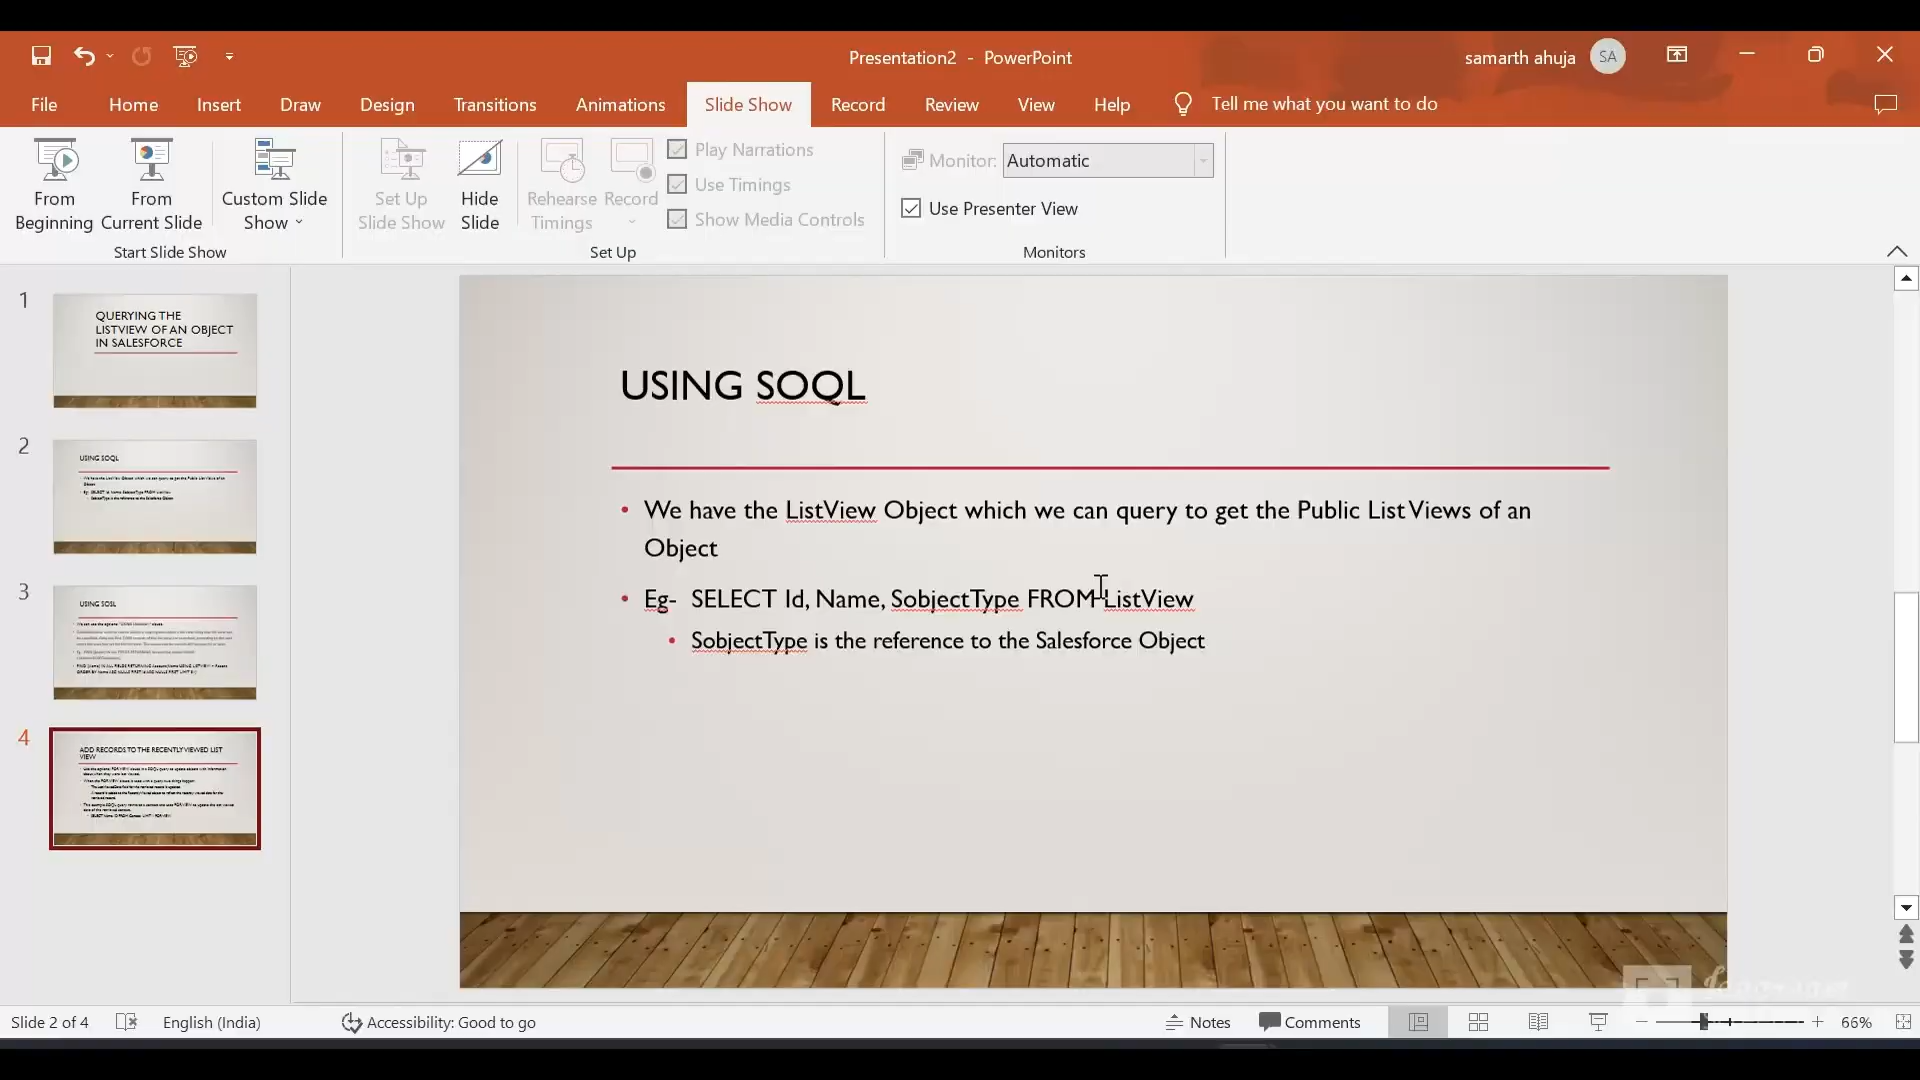 Presentation2 - PowerPoint
samarth ahuja SA
File Home Insert Draw Design Transitions Animations Slide Show Record Review View Help Tell me what you want to do
From Beginning
From Current Slide
Custom Slide Show
Set Up Slide Show
Hide Slide
Rehearse Timings
Record
Play Narrations
Use Timings
Show Media Controls
Monitor: Automatic
Use Presenter View
Start Slide Show
Set Up
Monitors
1
QUERYING THE
LISTVIEW OF AN OBJECT
IN SALESFORCE
2
USING SOQL
3
USING SOSL
4
ADD RECORDS TO THE RECENTLY VIEWED LIST
VIEW
USING SOQL
• We have the ListView Object which we can query to get the Public List Views of an
Object
• Eg- SELECT Id, Name, SobjectType FROM ListView
• SobjectType is the reference to the Salesforce Object
Slide 2 of 4 English (India) Accessibility: Good to go Notes Comments 66%